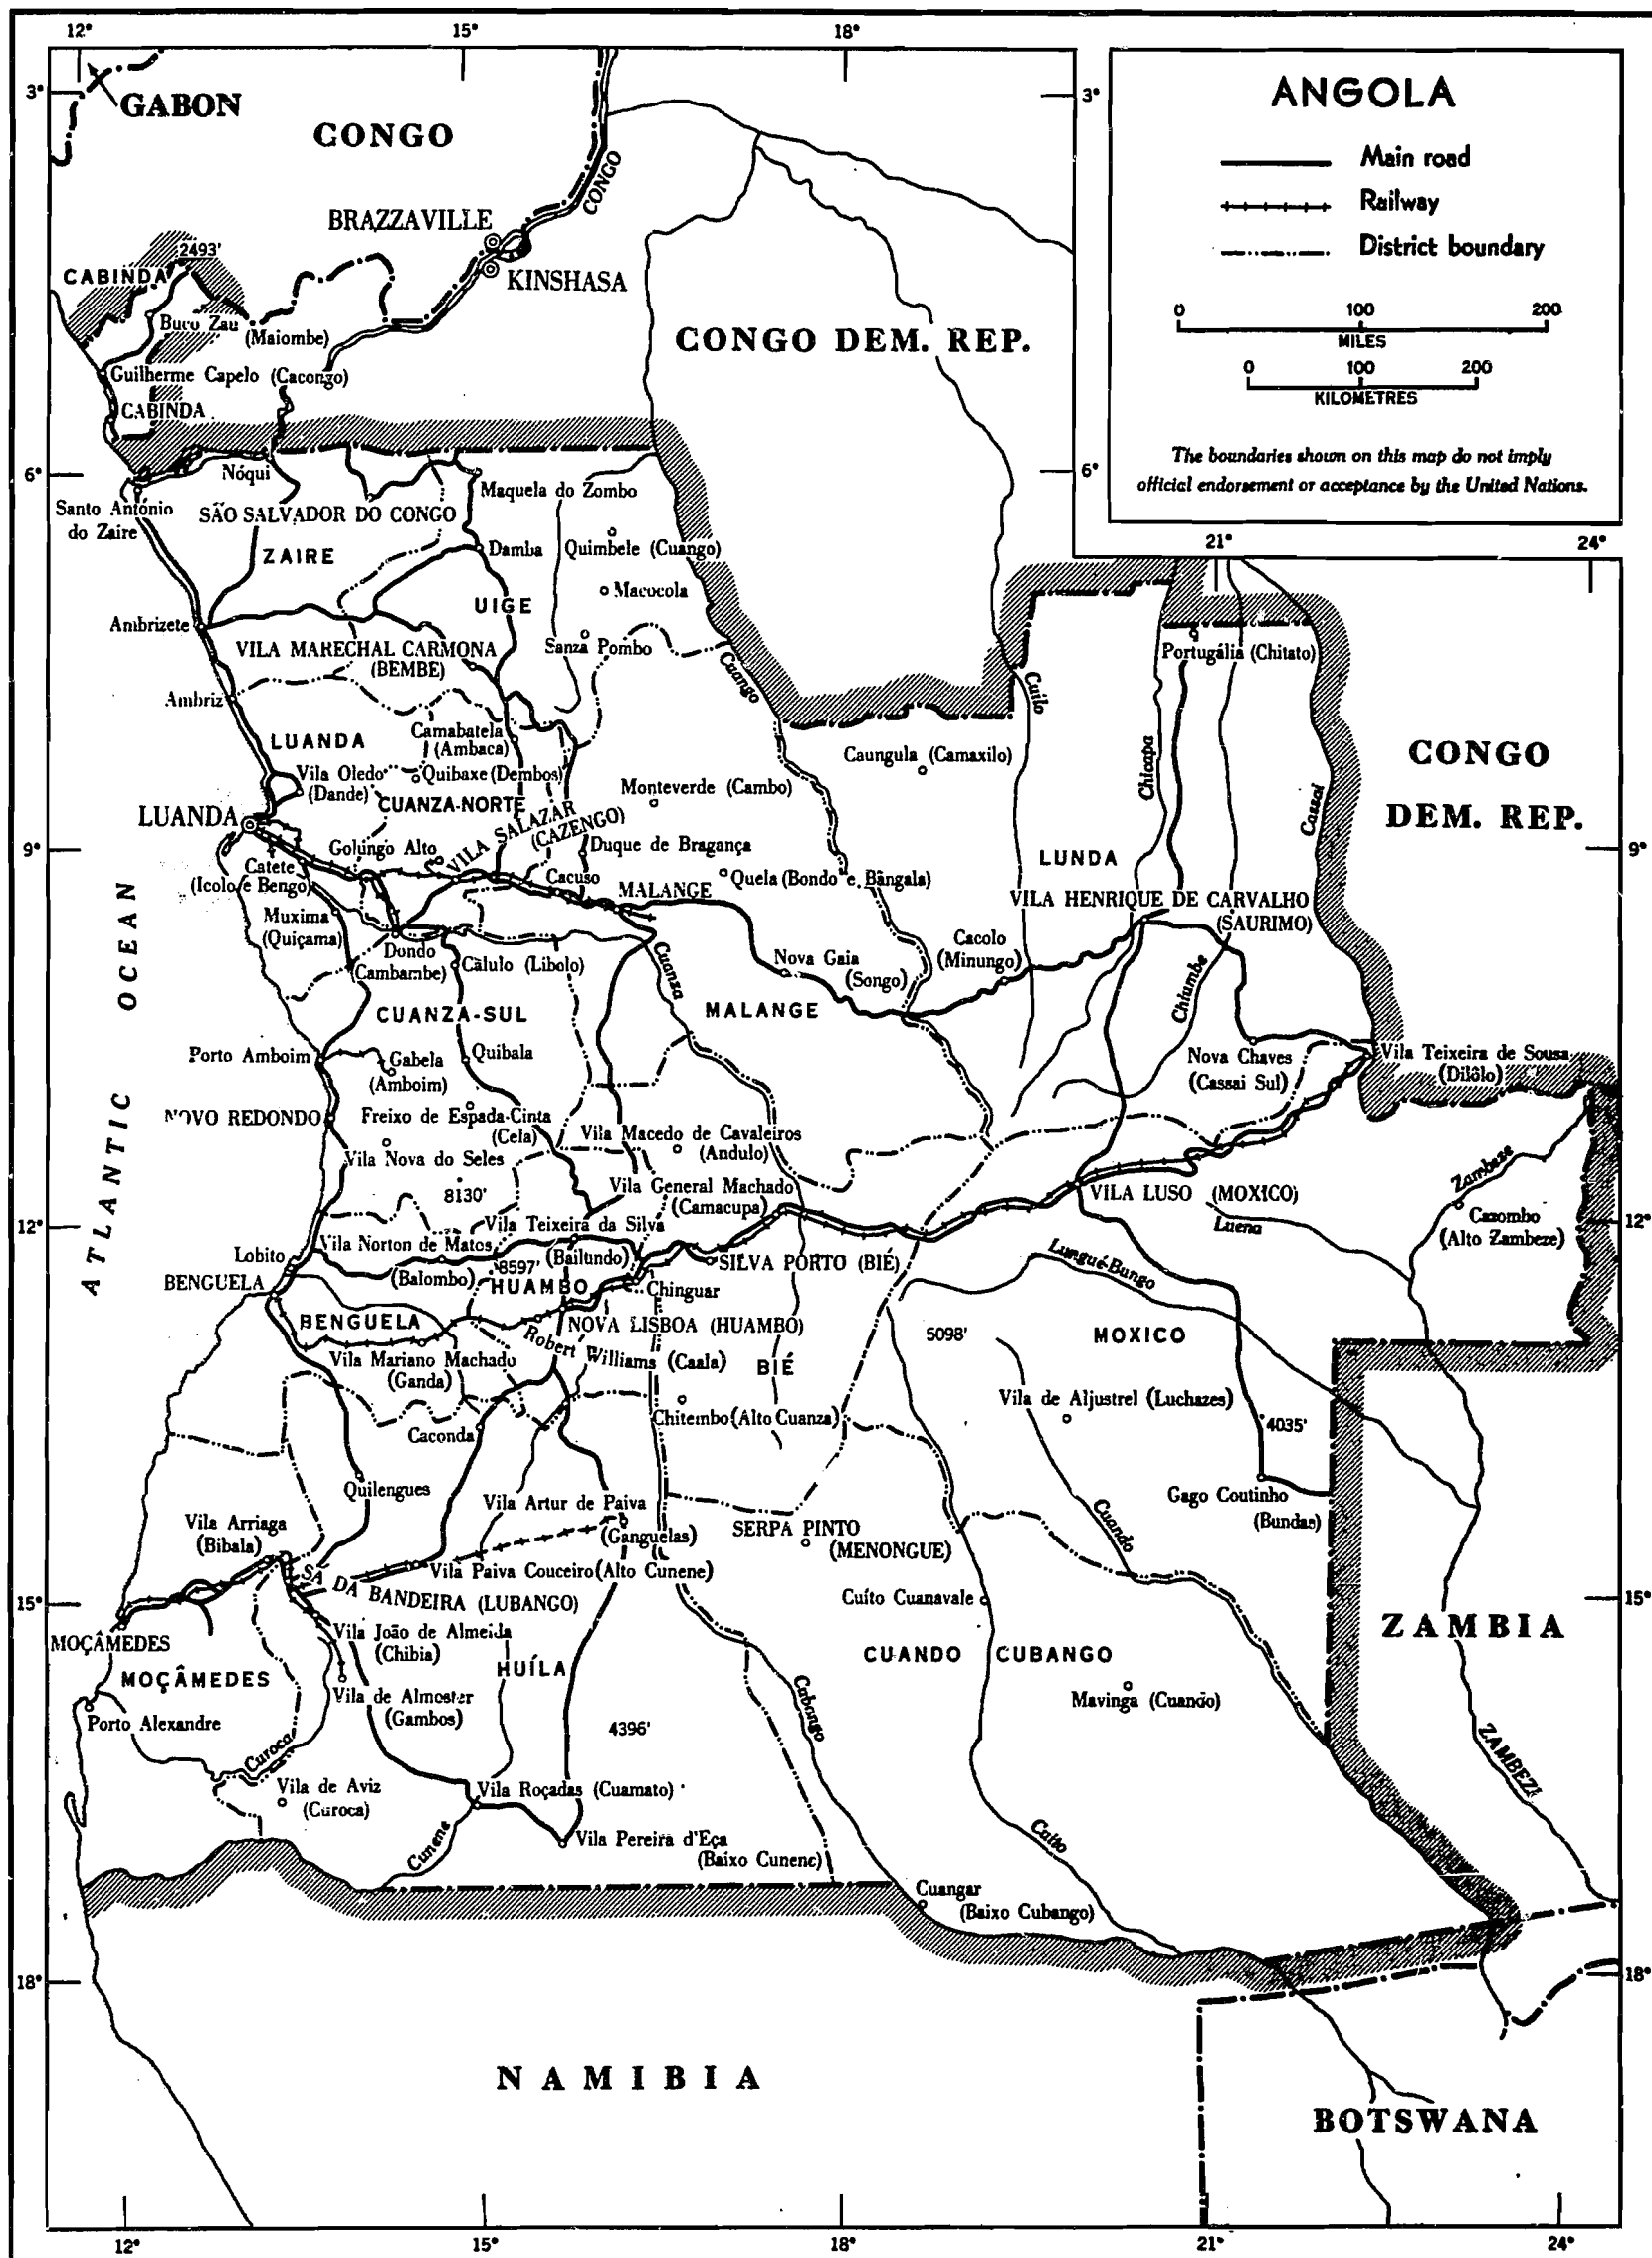 12°
15°
18°
3°
GABON
CONGO
CONGO
BRAZZAVILLE
KINSHASA
2493'
CABINDA
Buco Zau
(Maiombe)
Guilherme Capelo (Cacongo)
CABINDA
CONGO DEM. REP.
3°
ANGOLA
Main road
Railway
District boundary
0 100 200
MILES
0 100 200
KILOMETRES
The boundaries shown on this map do not imply
official endorsement or acceptance by the United Nations.
6°
6°
21°
24°
Nóqui
Santo António
do Zaire
SÃO SALVADOR DO CONGO
Maquela do Zombo
ZAIRE
Damba
Quimbele (Cuango)
Macocola
UIGE
Ambrizete
VILA MARECHAL CARMONA
(BEMBE)
Sanza Pombo
Cuango
Cuilo
Portugália (Chitato)
Ambriz
LUANDA
Camabatela
(Ambaca)
Caungula (Camaxilo)
Chicapa
Cassai
CONGO
DEM. REP.
Vila Oledo
(Dande)
Quibaxe (Dembos)
Monteverde (Cambo)
CUANZA-NORTE
LUANDA
VILA SALAZAR
(CAZENGO)
9°
9°
Golungo Alto
Duque de Bragança
LUNDA
Catete
(Icolo e Bengo)
Cacuso
MALANGE
Quela (Bondo e Bângala)
VILA HENRIQUE DE CARVALHO
(SAURIMO)
Muxima
(Quiçama)
Dondo
(Cambambe)
Calulo (Libolo)
Cuanza
Nova Gaia
(Songo)
Cacolo
(Minungo)
Chiumbe
ATLANTIC OCEAN
CUANZA-SUL
MALANGE
Porto Amboim
Gabela
(Amboim)
Quibala
Nova Chaves
(Cassai Sul)
Vila Teixeira de Sousa
(Dilôlo)
NOVO REDONDO
Freixo de Espada-Cinta
(Cela)
Vila Macedo de Cavaleiros
(Andulo)
Vila Nova do Seles
8130'
Vila General Machado
(Camacupa)
VILA LUSO (MOXICO)
Zambeze
Luena
Cazombo
(Alto Zambeze)
12°
12°
Vila Teixeira da Silva
(Bailundo)
Lobito
Vila Norton de Matos
(Balombo)
8597'
SILVA PORTO (BIÉ)
Lungué-Bungo
BENGUELA
HUAMBO
Chinguar
BENGUELA
NOVA LISBOA (HUAMBO)
Robert Williams (Caala)
5098'
MOXICO
Vila Mariano Machado
(Ganda)
BIÉ
Vila de Aljustrel (Luchazes)
Chitembo (Alto Cuanza)
4035'
Caconda
Quilengues
Vila Artur de Paiva
(Ganguelas)
Gago Coutinho
(Bundas)
Cuando
Vila Arriaga
(Bibala)
SERPA PINTO
(MENONGUE)
SÁ DA BANDEIRA (LUBANGO)
Vila Paiva Couceiro (Alto Cunene)
15°
15°
Cuíto Cuanavale
ZAMBIA
MOÇÂMEDES
Vila João de Almeida
(Chibia)
MOÇÂMEDES
HUÍLA
CUANDO CUBANGO
Vila de Almoster
(Gambos)
Mavinga (Cuando)
Porto Alexandre
4396'
Cubango
Curoca
ZAMBEZI
Vila de Aviz
(Curoca)
Vila Roçadas (Cuamato)
Cunene
Vila Pereira d'Eça
(Baixo Cunene)
Cuito
Cuangar
(Baixo Cubango)
18°
18°
NAMIBIA
BOTSWANA
12°
15°
18°
21°
24°